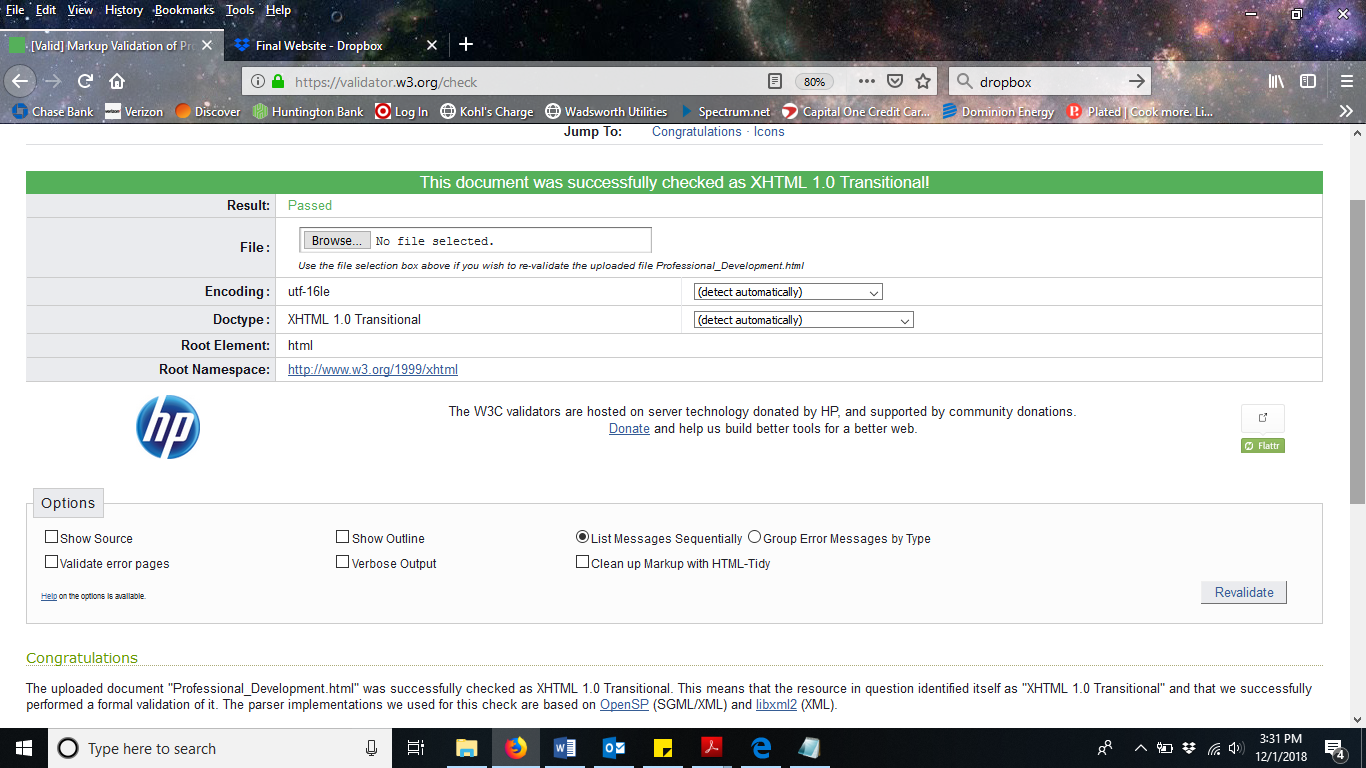 File Edit View History Bookmarks Tools Help
[Valid] Markup Validation of Pr
Final Website - Dropbox
https://validator.w3.org/check
80%
dropbox
Chase Bank Verizon Discover Huntington Bank Log In Kohl's Charge Wadsworth Utilities Spectrum.net Capital One Credit Car... Dominion Energy Plated | Cook more. Li...
Jump To: Congratulations · Icons
This document was successfully checked as XHTML 1.0 Transitional!
Result: Passed
File : Browse... No file selected.
Use the file selection box above if you wish to re-validate the uploaded file Professional_Development.html
Encoding : utf-16le (detect automatically)
Doctype : XHTML 1.0 Transitional (detect automatically)
Root Element: html
Root Namespace: http://www.w3.org/1999/xhtml
hp
The W3C validators are hosted on server technology donated by HP, and supported by community donations.
Donate and help us build better tools for a better web.
Flattr
Options
Show Source Show Outline List Messages Sequentially Group Error Messages by Type
Validate error pages Verbose Output Clean up Markup with HTML-Tidy
Help on the options is available.
Revalidate
Congratulations
The uploaded document "Professional_Development.html" was successfully checked as XHTML 1.0 Transitional. This means that the resource in question identified itself as "XHTML 1.0 Transitional" and that we successfully
performed a formal validation of it. The parser implementations we used for this check are based on OpenSP (SGML/XML) and libxml2 (XML).
Type here to search
3:31 PM
12/1/2018
4